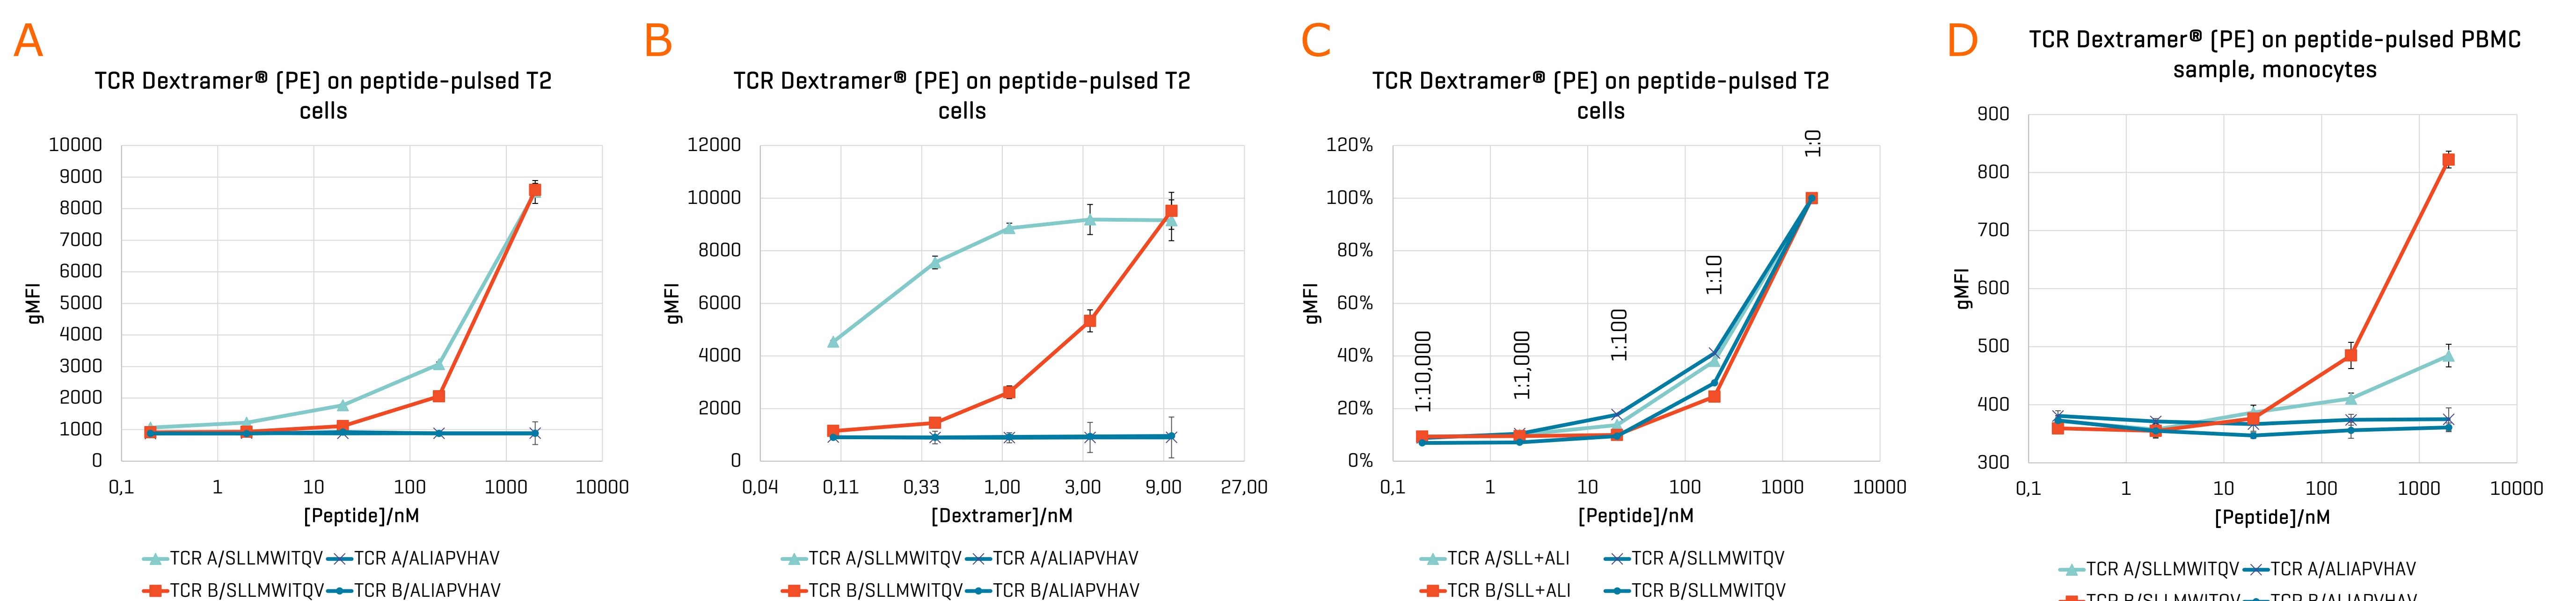 A
TCR Dextramer® (PE) on peptide-pulsed T2
cells
10000
9000
8000
7000
6000
5000
4000
3000
2000
1000
0
gMFI
0,1 1 10 100 1000 10000
[Peptide]/nM
TCR A/SLLMWITQV TCR A/ALIAPVHAV
TCR B/SLLMWITQV TCR B/ALIAPVHAV
B
TCR Dextramer® (PE) on peptide-pulsed T2
cells
12000
10000
8000
6000
4000
2000
0
gMFI
0,04 0,11 0,33 1,00 3,00 9,00 27,00
[Dextramer]/nM
TCR A/SLLMWITQV TCR A/ALIAPVHAV
TCR B/SLLMWITQV TCR B/ALIAPVHAV
C
TCR Dextramer® (PE) on peptide-pulsed T2
cells
120%
100%
80%
60%
40%
20%
0%
gMFI
1:10,000
1:1,000
1:100
1:10
1:0
0,1 1 10 100 1000 10000
[Peptide]/nM
TCR A/SLL+ALI TCR A/SLLMWITQV
TCR B/SLL+ALI TCR B/SLLMWITQV
D
TCR Dextramer® (PE) on peptide-pulsed PBMC
sample, monocytes
900
800
700
600
500
400
300
gMFI
0,1 1 10 100 1000 10000
[Peptide]/nM
TCR A/SLLMWITQV TCR A/ALIAPVHAV
TCR B/SLLMWITQV TCR B/ALIAPVHAV